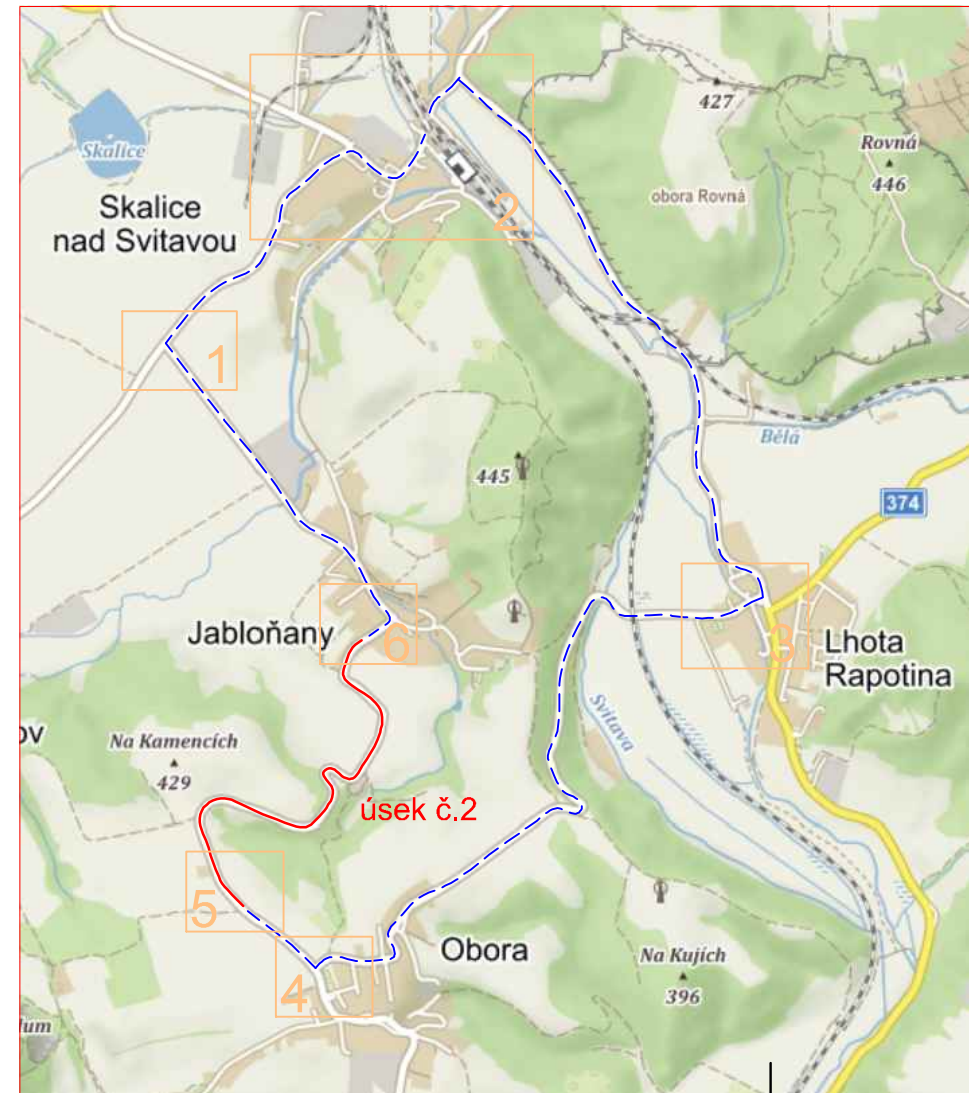 427
Rovná
446
Skalice
obora Rovná
Skalice
nad Svitavou
2
1
Bělá
445
374
Jabloňany
6
3
Lhota
Rapotina
Svitava
ov
Na Kamencích
429
úsek č.2
5
Obora
Na Kujích
396
4
um